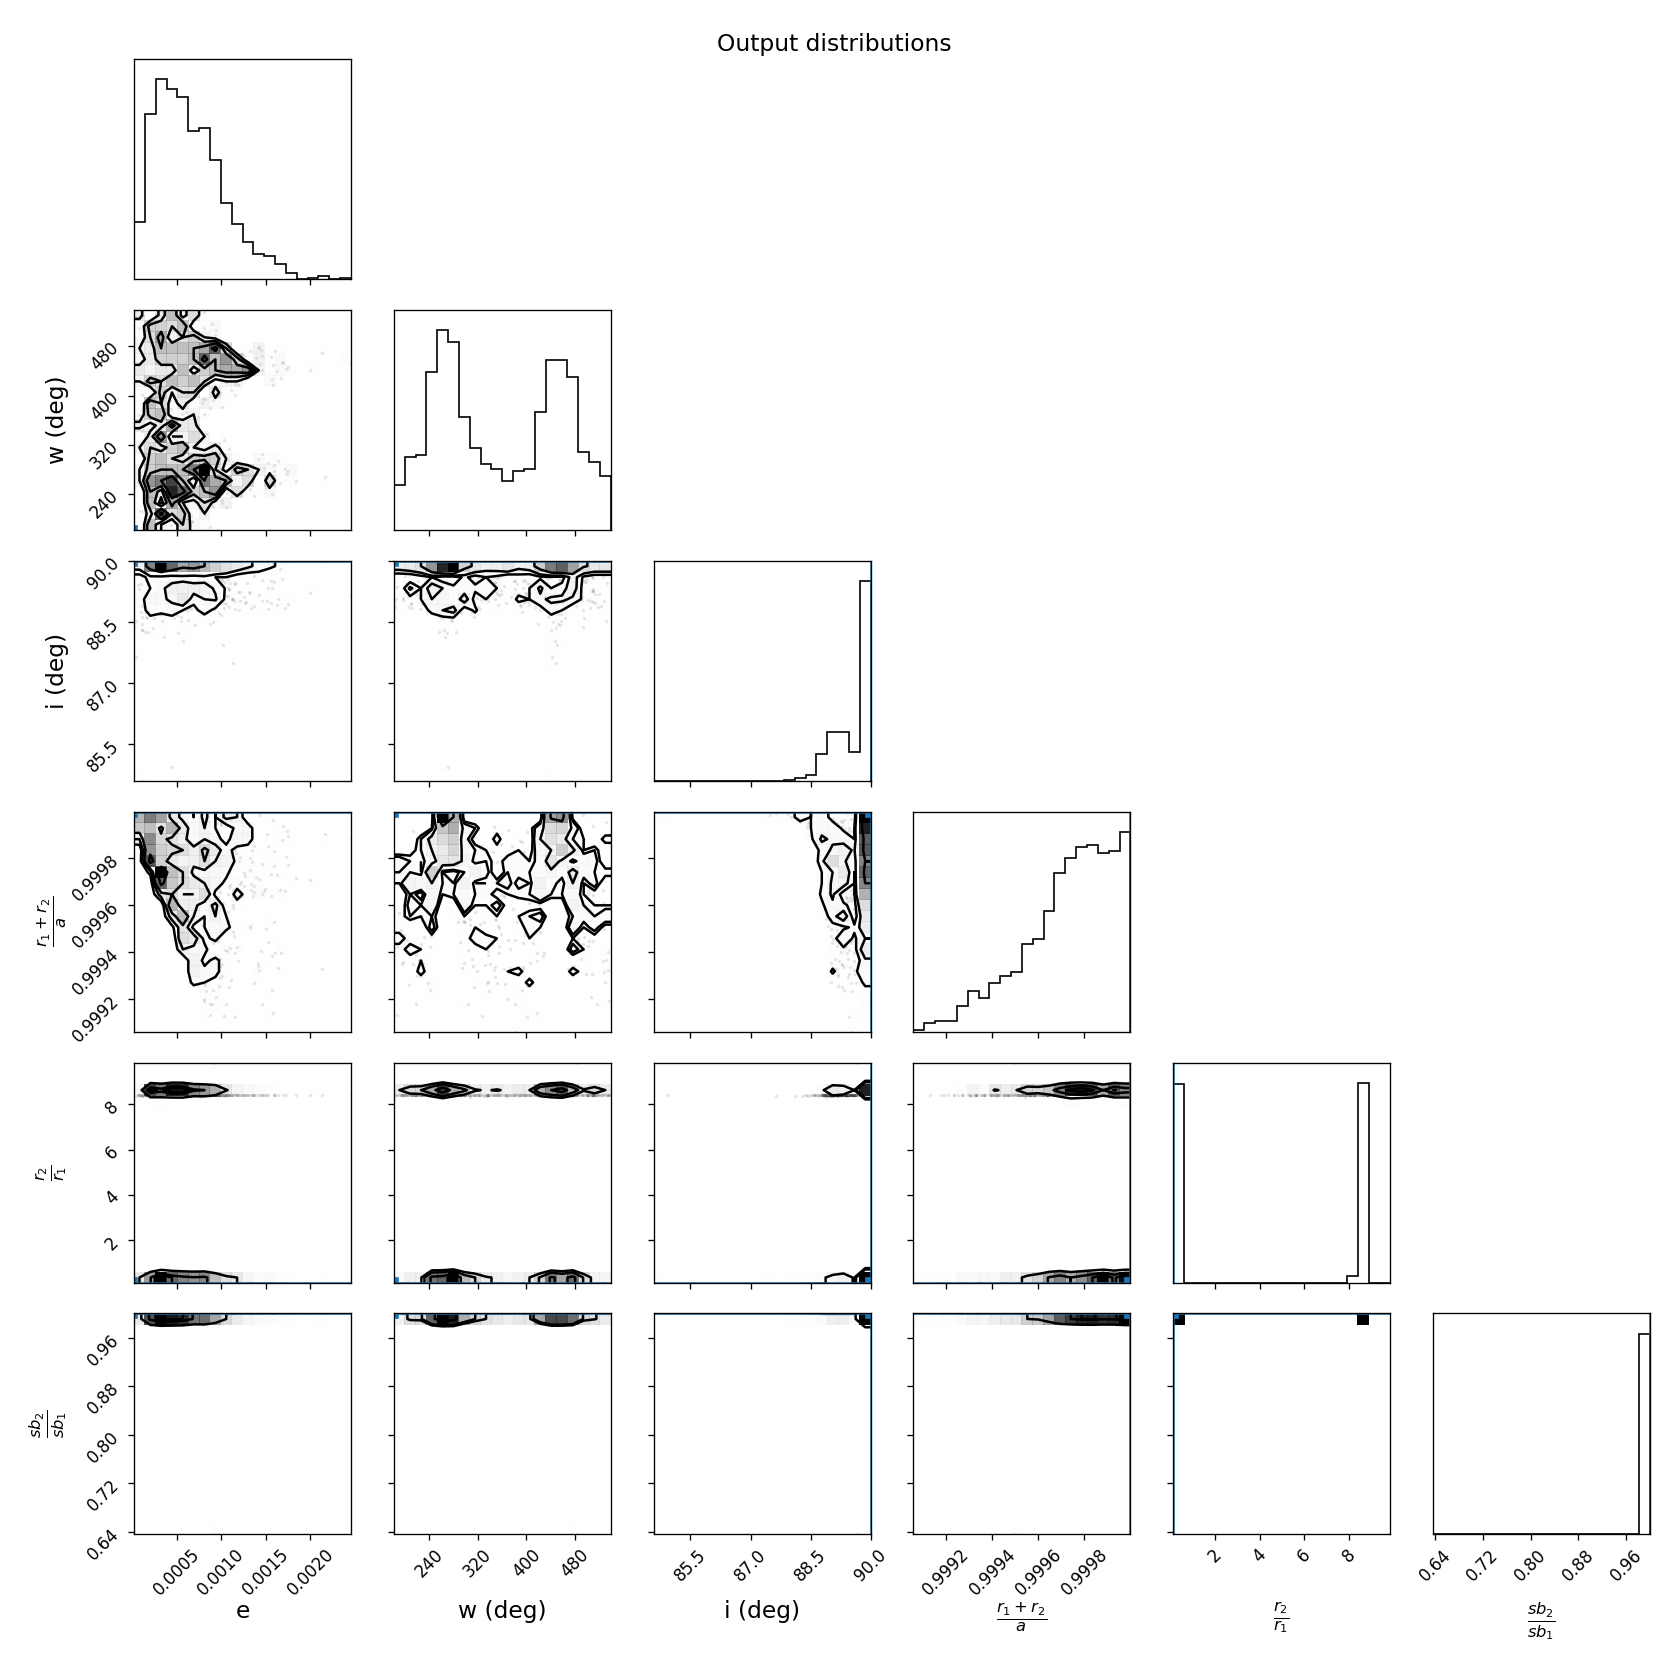 Output distributions
w (deg)
480
400
320
240
i (deg)
90.0
88.5
87.0
85.5
r₁ + r₂
a
0.9998
0.9996
0.9994
0.9992
r₂
r₁
8
6
4
2
sb₂
sb₁
0.96
0.88
0.80
0.72
0.64
0.0005 0.0010 0.0015 0.0020 240 320 400 480 85.5 87.0 88.5 90.0 0.9992 0.9994 0.9996 0.9998 2 4 6 8 0.64 0.72 0.80 0.88 0.96
e w (deg) i (deg) r₁ + r₂ r₂ sb₂
a r₁ sb₁